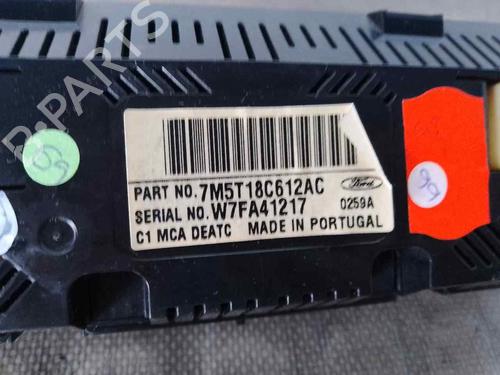 B-PARTS
PART NO. 7M5T18C612AC
Ford
SERIAL NO. W7FA41217
0259A
C1 MCA DEATC MADE IN PORTUGAL